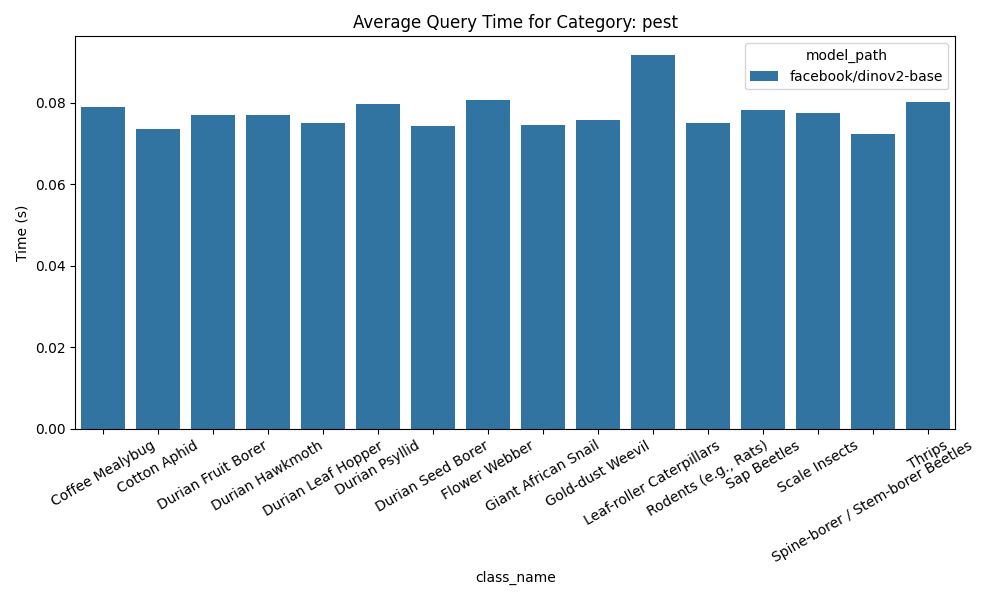 Average Query Time for Category: pest
model_path
facebook/dinov2-base
Time (s)
0.08
0.06
0.04
0.02
0.00
Coffee Mealybug
Cotton Aphid
Durian Fruit Borer
Durian Hawkmoth
Durian Leaf Hopper
Durian Psyllid
Durian Seed Borer
Flower Webber
Giant African Snail
Gold-dust Weevil
Leaf-roller Caterpillars
Rodents (e.g., Rats)
Sap Beetles
Scale Insects
Spine-borer / Stem-borer Beetles
Thrips
class_name